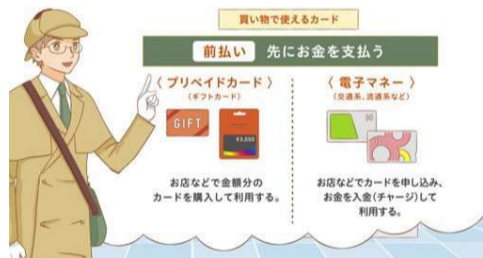 買い物で使えるカード
前払い 先にお金を支払う
〈 プリペイドカード 〉
(ギフトカード)
GIFT
¥3,000
お店などで金額分の
カードを購入して利用する。
〈 電子マネー 〉
(交通系、流通系など)
お店などでカードを申し込み、
お金を入金(チャージ)して
利用する。